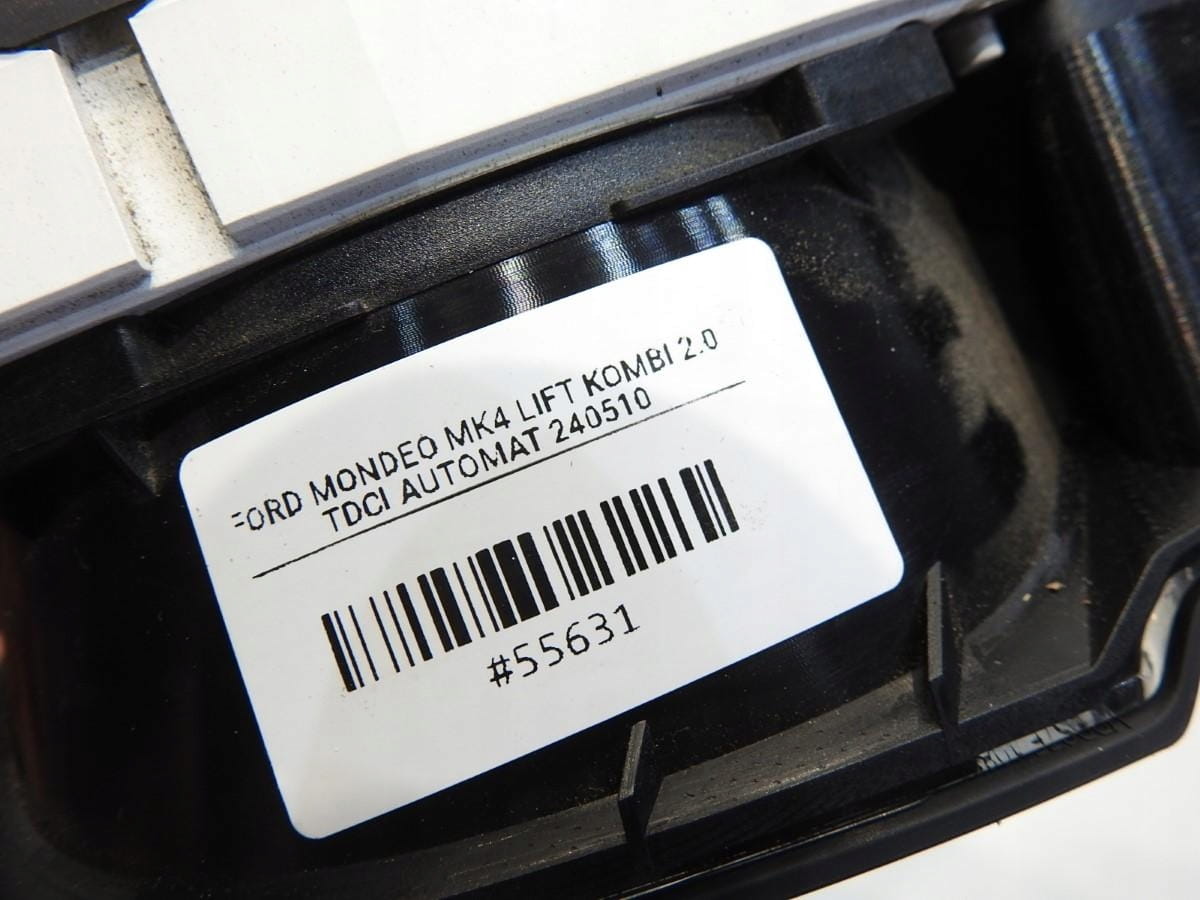 FORD MONDEO MK4 LIFT KOMBI 2.0
TDCI AUTOMAT 240510
#55631